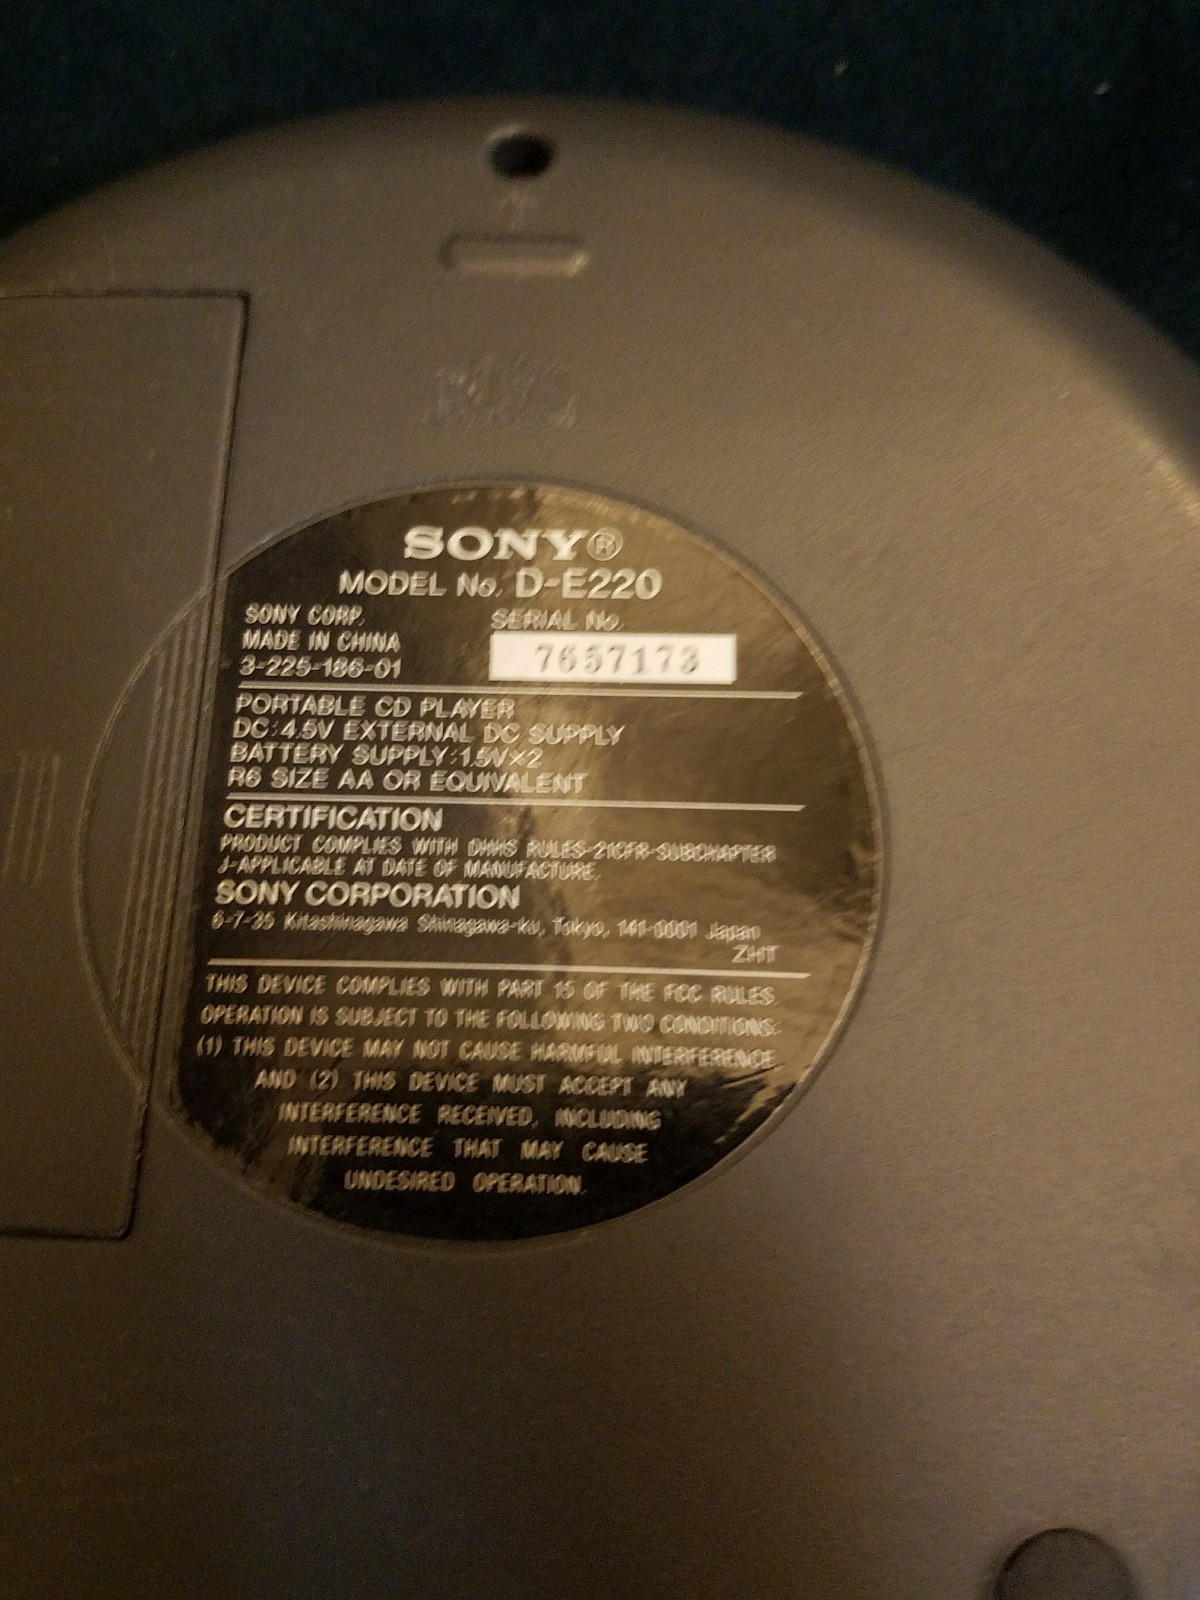 SONY®
MODEL No. D-E220
SONY CORP.
SERIAL No.
MADE IN CHINA
7657173
3-225-186-01
PORTABLE CD PLAYER
DC:4.5V EXTERNAL DC SUPPLY
BATTERY SUPPLY:1.5V×2
R6 SIZE AA OR EQUIVALENT
CERTIFICATION
PRODUCT COMPLIES WITH DHHS RULES-21CFR-SUBCHAPTER
J-APPLICABLE AT DATE OF MANUFACTURE.
SONY CORPORATION
6-7-35 Kitashinagawa Shinagawa-ku, Tokyo, 141-0001 Japan
ZHT
THIS DEVICE COMPLIES WITH PART 15 OF THE FCC RULES.
OPERATION IS SUBJECT TO THE FOLLOWING TWO CONDITIONS:
(1) THIS DEVICE MAY NOT CAUSE HARMFUL INTERFERENCE
AND (2) THIS DEVICE MUST ACCEPT ANY
INTERFERENCE RECEIVED, INCLUDING
INTERFERENCE THAT MAY CAUSE
UNDESIRED OPERATION.